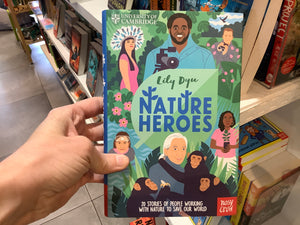 UNIVERSITY OF
CAMBRIDGE
Lily Dyu
NATURE
HEROES
20 STORIES OF PEOPLE WORKING
WITH NATURE TO SAVE OUR WORLD
nosy
crow